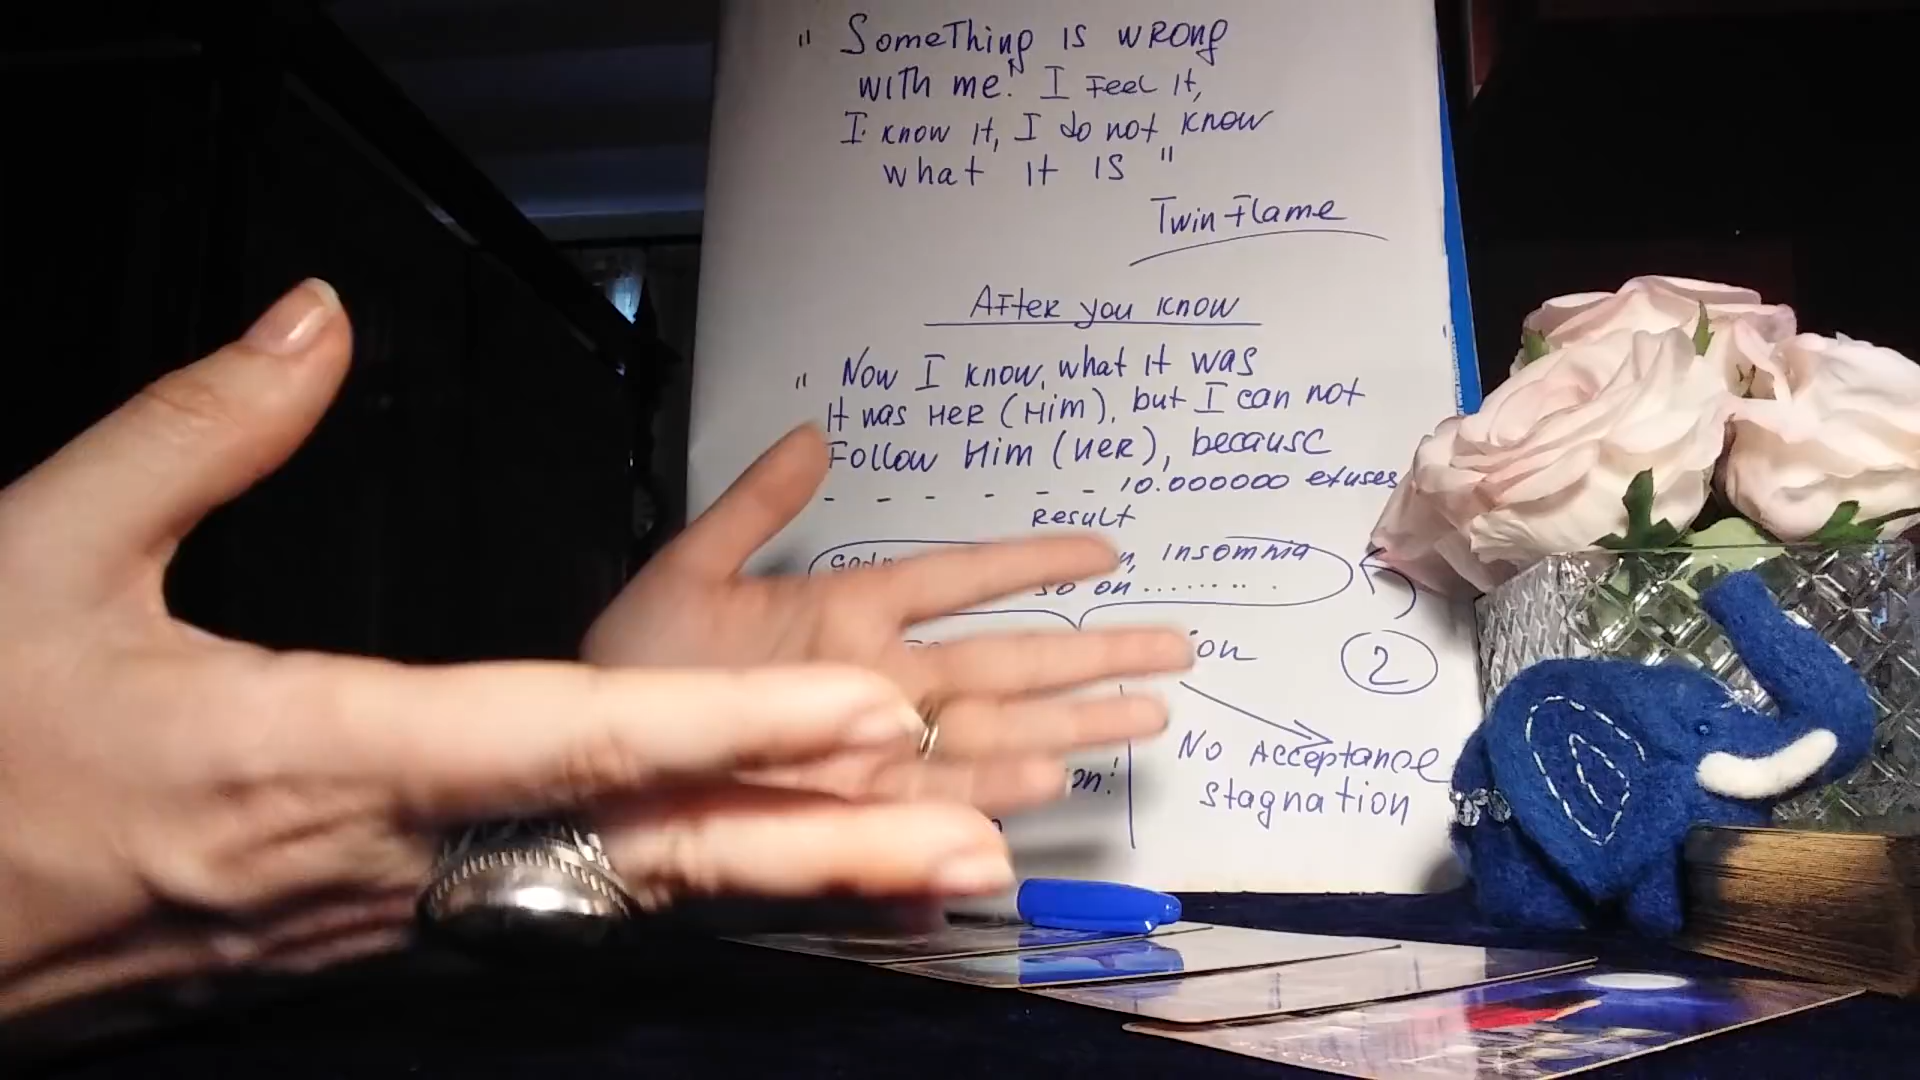 " Something is wrong
with me! I feel it,
I know it, I do not know
what it is "
Twin Flame
After you know
" Now I know, what it was
It was Her (Him), but I can not
Follow Him (Her), because
- - - - - - 10.000000 exuses
Result
insomnia
so on ........ .
2
No Acceptance
stagnation